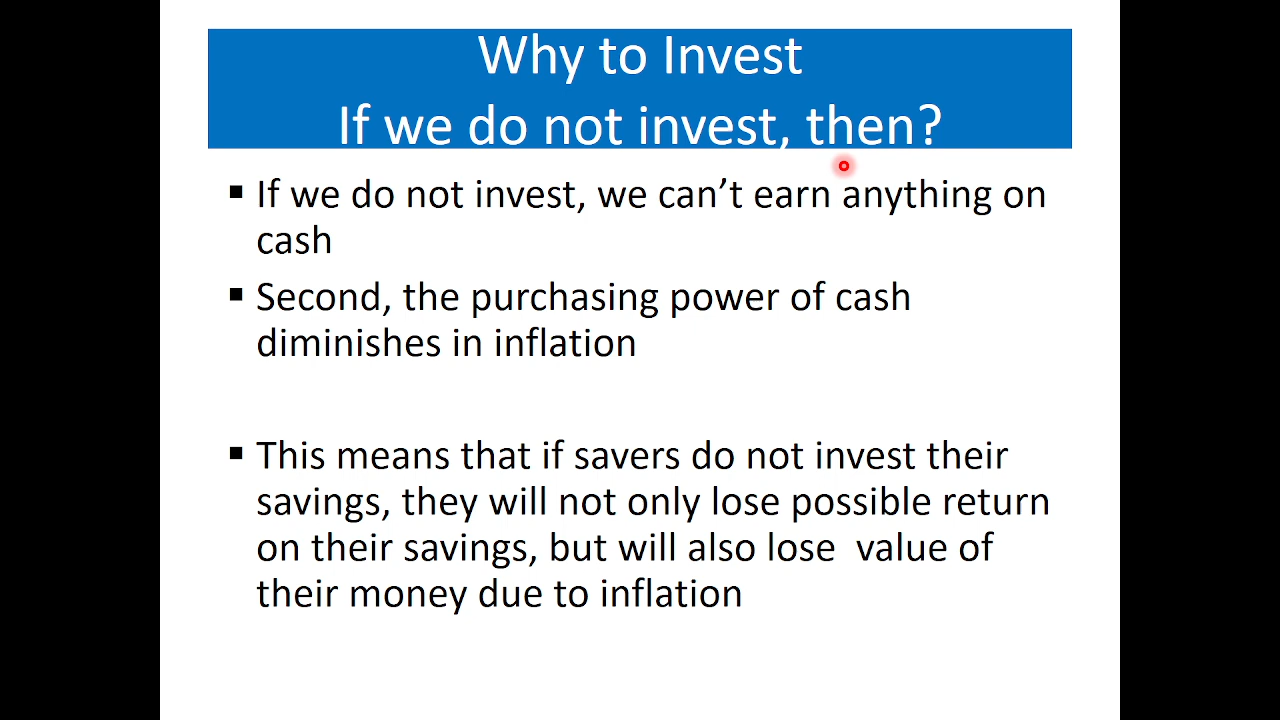 Why to Invest
If we do not invest, then?
▪ If we do not invest, we can’t earn anything on
cash
▪ Second, the purchasing power of cash
diminishes in inflation
▪ This means that if savers do not invest their
savings, they will not only lose possible return
on their savings, but will also lose  value of
their money due to inflation